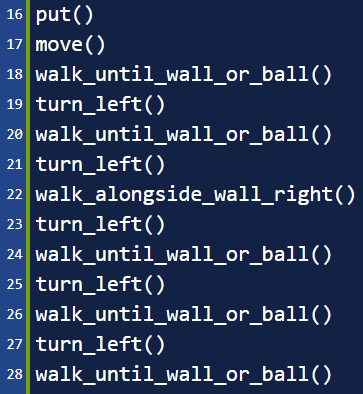 16 put()
17 move()
18 walk_until_wall_or_ball()
19 turn_left()
20 walk_until_wall_or_ball()
21 turn_left()
22 walk_alongside_wall_right()
23 turn_left()
24 walk_until_wall_or_ball()
25 turn_left()
26 walk_until_wall_or_ball()
27 turn_left()
28 walk_until_wall_or_ball()